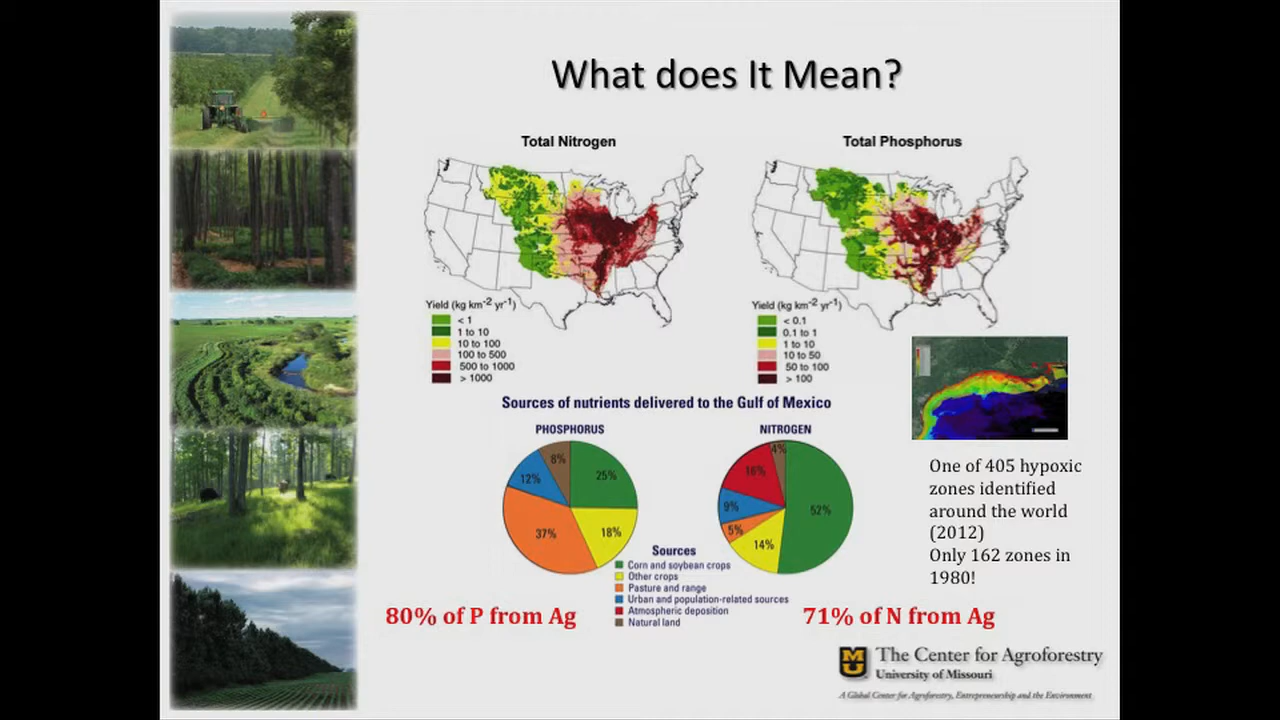 What does It Mean?
Total Nitrogen
Total Phosphorus
Yield (kg km⁻² yr⁻¹)
< 1
1 to 10
10 to 100
100 to 500
500 to 1000
> 1000
Yield (kg km⁻² yr⁻¹)
< 0.1
0.1 to 1
1 to 10
10 to 50
50 to 100
> 100
Sources of nutrients delivered to the Gulf of Mexico
PHOSPHORUS
8%
25%
12%
37%
18%
NITROGEN
4%
16%
9%
52%
5%
14%
Sources
Corn and soybean crops
Other crops
Pasture and range
Urban and population-related sources
Atmospheric deposition
Natural land
One of 405 hypoxic
zones identified
around the world
(2012)
Only 162 zones in
1980!
80% of P from Ag
71% of N from Ag
The Center for Agroforestry
University of Missouri
A Global Center for Agroforestry, Entrepreneurship and the Environment